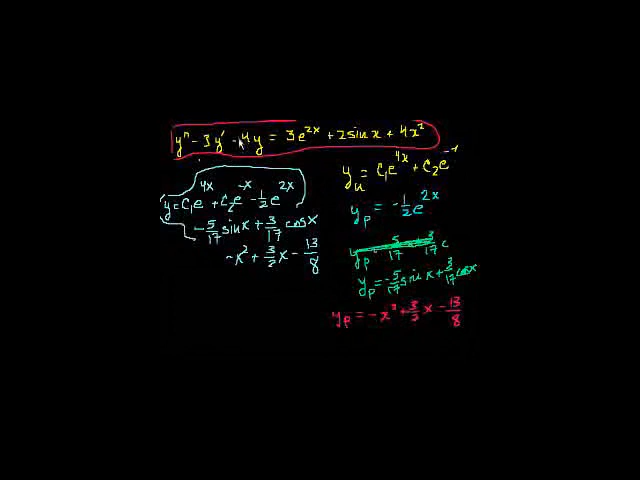 y'' - 3y' - 4y = 3e^2x + 2sin x + 4x^2
y_h = C_1e^4x + C_2e^-x
y = C_1e^4x + C_2e^-x - 1/2 e^2x
- 5/17 sin x + 3/17 cos x
- x^2 + 3/2 x - 13/8
y_p = - 1/2 e^2x
y_p = - 5/17 sin x + 3/17 cos x
y_p = - x^2 + 3/2 x - 13/8